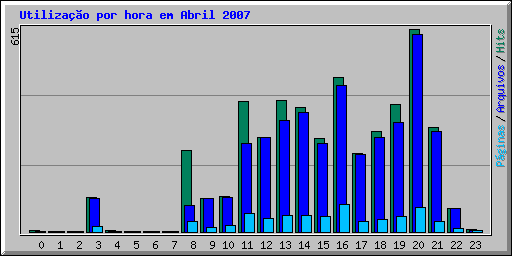 Utilização por hora em Abril 2007
615
Páginas / Arquivos / Hits
0 1 2 3 4 5 6 7 8 9 10 11 12 13 14 15 16 17 18 19 20 21 22 23